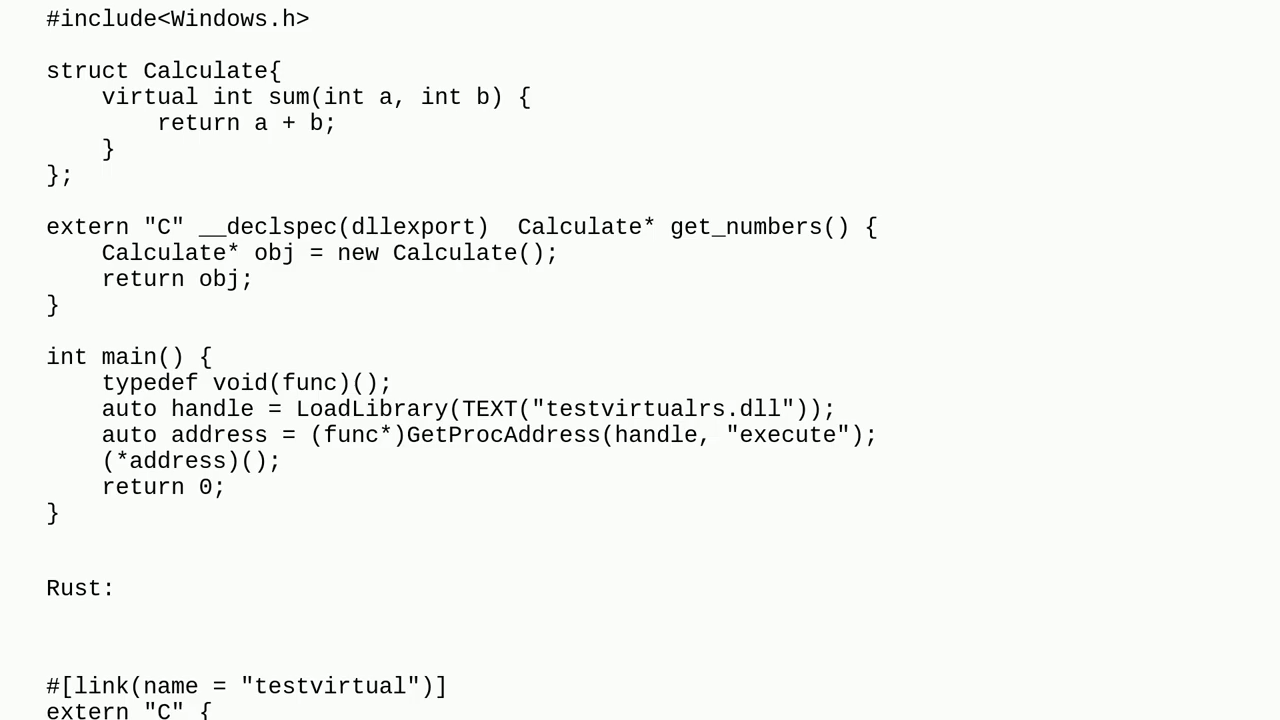 #include<Windows.h>
struct Calculate{
    virtual int sum(int a, int b) {
        return a + b;
    }
};
extern "C" __declspec(dllexport)  Calculate* get_numbers() {
    Calculate* obj = new Calculate();
    return obj;
}
int main() {
    typedef void(func)();
    auto handle = LoadLibrary(TEXT("testvirtualrs.dll"));
    auto address = (func*)GetProcAddress(handle, "execute");
    (*address)();
    return 0;
}
Rust:
#[link(name = "testvirtual")]
extern "C" {